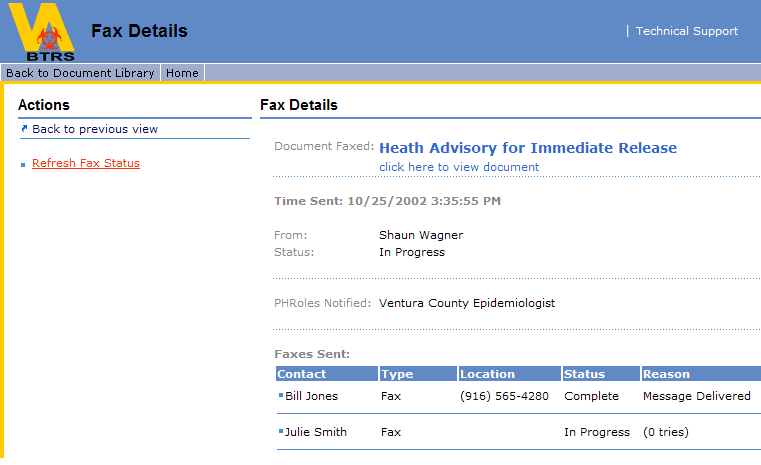 VA
BTRS
Fax Details
| Technical Support
Back to Document Library | Home
Actions
Back to previous view
Refresh Fax Status
Fax Details
Document Faxed: Heath Advisory for Immediate Release
click here to view document
Time Sent: 10/25/2002 3:35:55 PM
From: Shaun Wagner
Status: In Progress
PHRoles Notified: Ventura County Epidemiologist
Faxes Sent:
Contact Type Location Status Reason
Bill Jones Fax (916) 565-4280 Complete Message Delivered
Julie Smith Fax In Progress (0 tries)